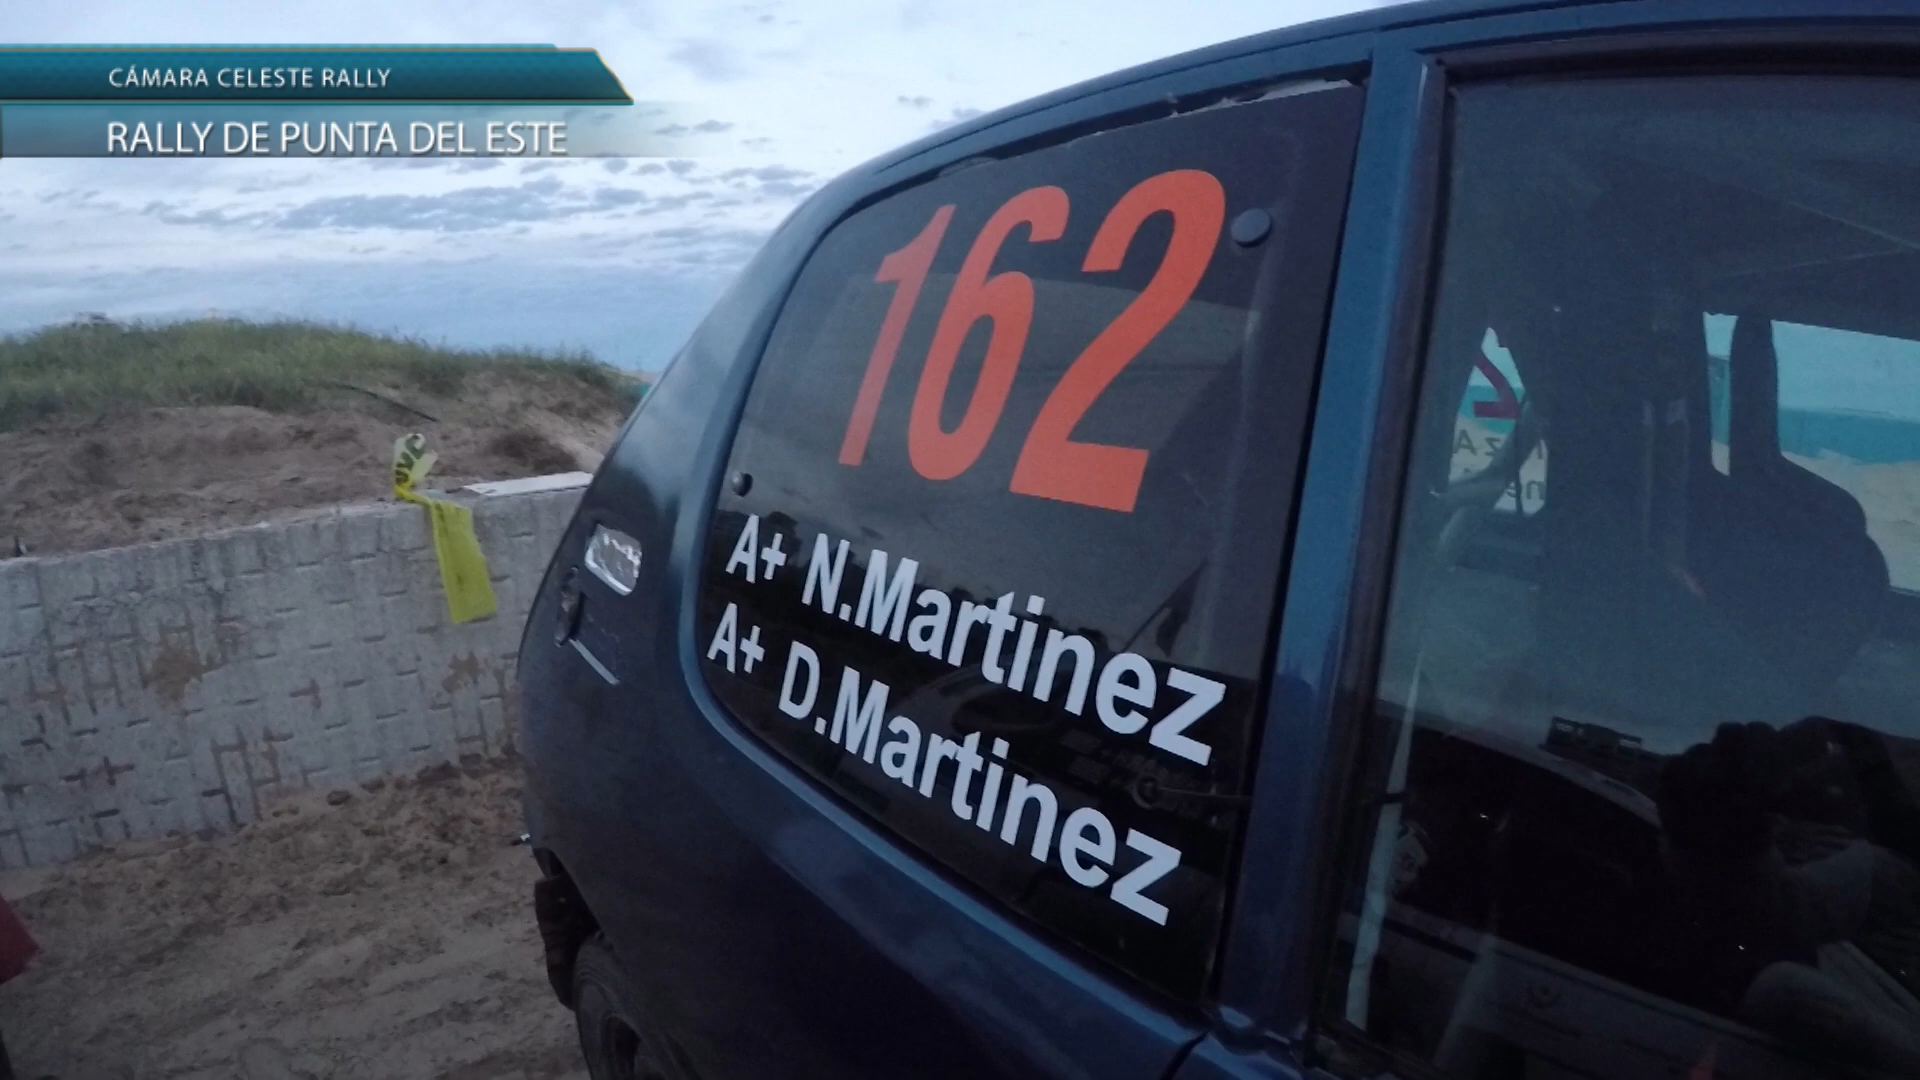 CÁMARA CELESTE RALLY
RALLY DE PUNTA DEL ESTE
162
A+ N.Martinez
A+ D.Martinez